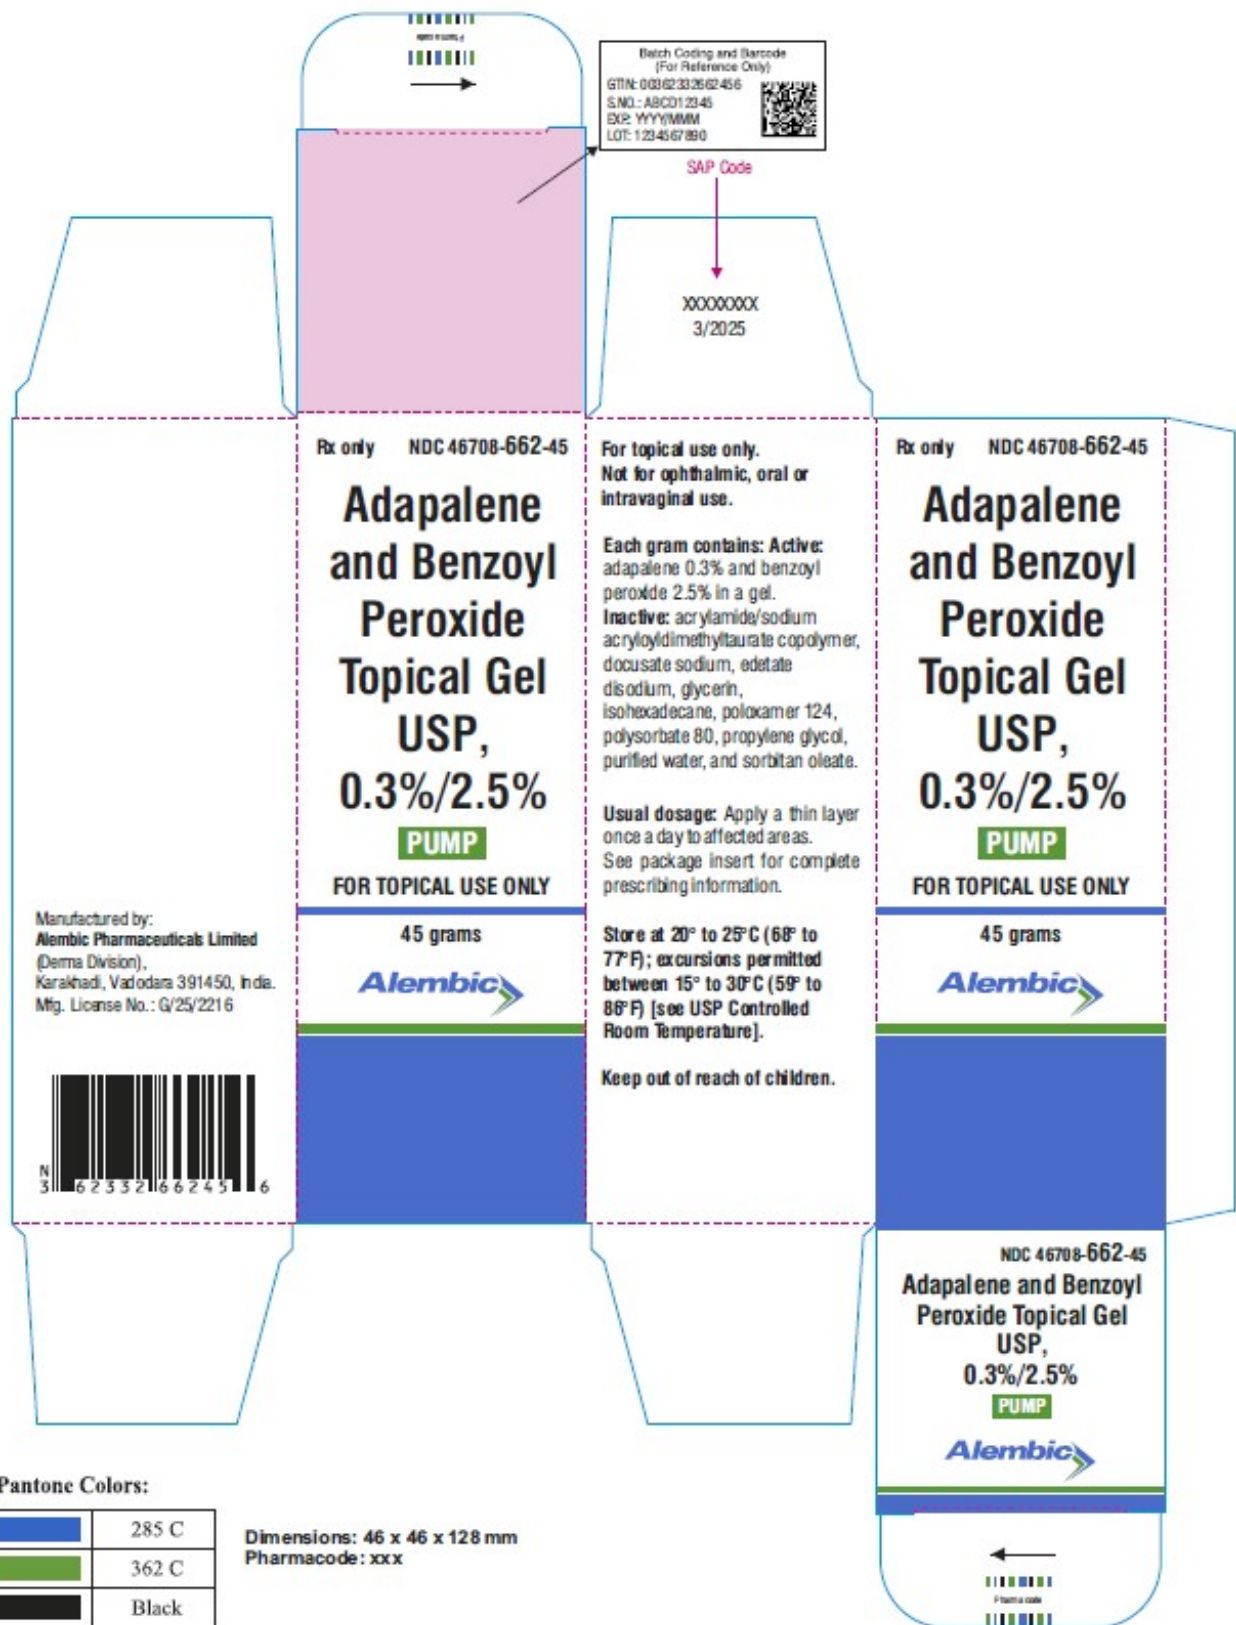 Pharma code
Batch Coding and Barcode
(For Reference Only)
GTIN: 00362332662456
S.NO.: ABCD12345
EXP.: YYYY/MMM
LOT: 1234567890
SAP Code
XXXXXXXX
3/2025
Manufactured by:
Alembic Pharmaceuticals Limited
(Derma Division),
Karakhadi, Vadodara 391450, India.
Mfg. License No.: G/25/2216
N
3 62332 66245 6
Rx only NDC 46708-662-45
Adapalene
and Benzoyl
Peroxide
Topical Gel
USP,
0.3%/2.5%
PUMP
FOR TOPICAL USE ONLY
45 grams
Alembic
For topical use only.
Not for ophthalmic, oral or
intravaginal use.
Each gram contains: Active:
adapalene 0.3% and benzoyl
peroxide 2.5% in a gel.
Inactive: acrylamide/sodium
acryloyldimethyltaurate copolymer,
docusate sodium, edetate
disodium, glycerin,
isohexadecane, poloxamer 124,
polysorbate 80, propylene glycol,
purified water, and sorbitan oleate.
Usual dosage: Apply a thin layer
once a day to affected areas.
See package insert for complete
prescribing information.
Store at 20° to 25°C (68° to
77°F); excursions permitted
between 15° to 30°C (59° to
86°F) [see USP Controlled
Room Temperature].
Keep out of reach of children.
Rx only NDC 46708-662-45
Adapalene
and Benzoyl
Peroxide
Topical Gel
USP,
0.3%/2.5%
PUMP
FOR TOPICAL USE ONLY
45 grams
Alembic
NDC 46708-662-45
Adapalene and Benzoyl
Peroxide Topical Gel
USP,
0.3%/2.5%
PUMP
Alembic
Pharma code
Pantone Colors:
285 C
362 C
Black
Dimensions: 46 x 46 x 128 mm
Pharmacode: xxx